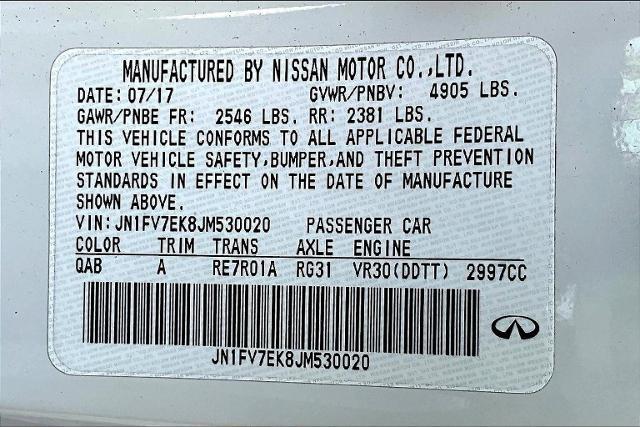 MANUFACTURED BY NISSAN MOTOR CO.,LTD.
DATE: 07/17 GVWR/PNBV: 4905 LBS.
GAWR/PNBE FR: 2546 LBS. RR: 2381 LBS.
THIS VEHICLE CONFORMS TO ALL APPLICABLE FEDERAL
MOTOR VEHICLE SAFETY,BUMPER,AND THEFT PREVENTION
STANDARDS IN EFFECT ON THE DATE OF MANUFACTURE
SHOWN ABOVE.
VIN: JN1FV7EK8JM530020 PASSENGER CAR
COLOR TRIM TRANS AXLE ENGINE
QAB A RE7R01A RG31 VR30(DDTT) 2997CC
JN1FV7EK8JM530020